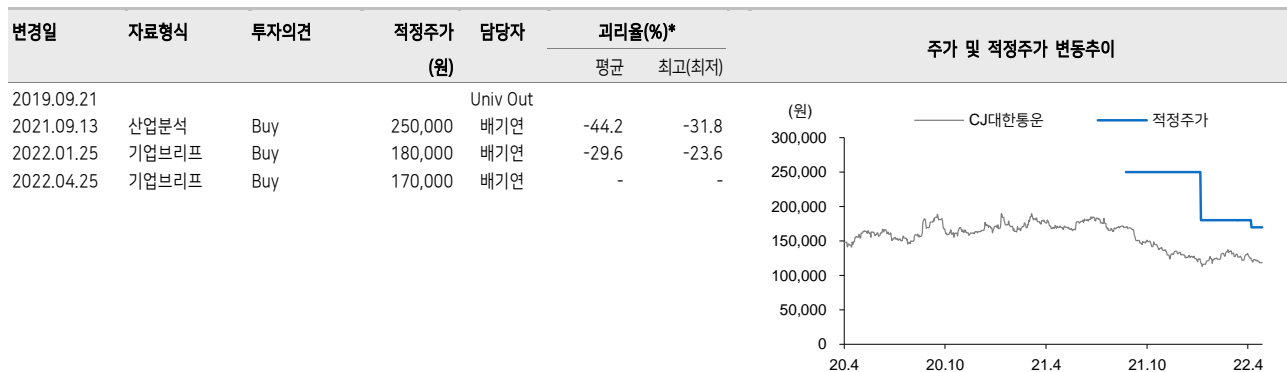 변경일 자료형식 투자의견 적정주가 담당자 괴리율(%)* 주가 및 적정주가 변동추이
(원) 평균 최고(최저)
2019.09.21 Univ Out
2021.09.13 산업분석 Buy 250,000 배기연 -44.2 -31.8
2022.01.25 기업브리프 Buy 180,000 배기연 -29.6 -23.6
2022.04.25 기업브리프 Buy 170,000 배기연 - -
(원) CJ대한통운 적정주가
300,000
250,000
200,000
150,000
100,000
50,000
0
20.4 20.10 21.4 21.10 22.4